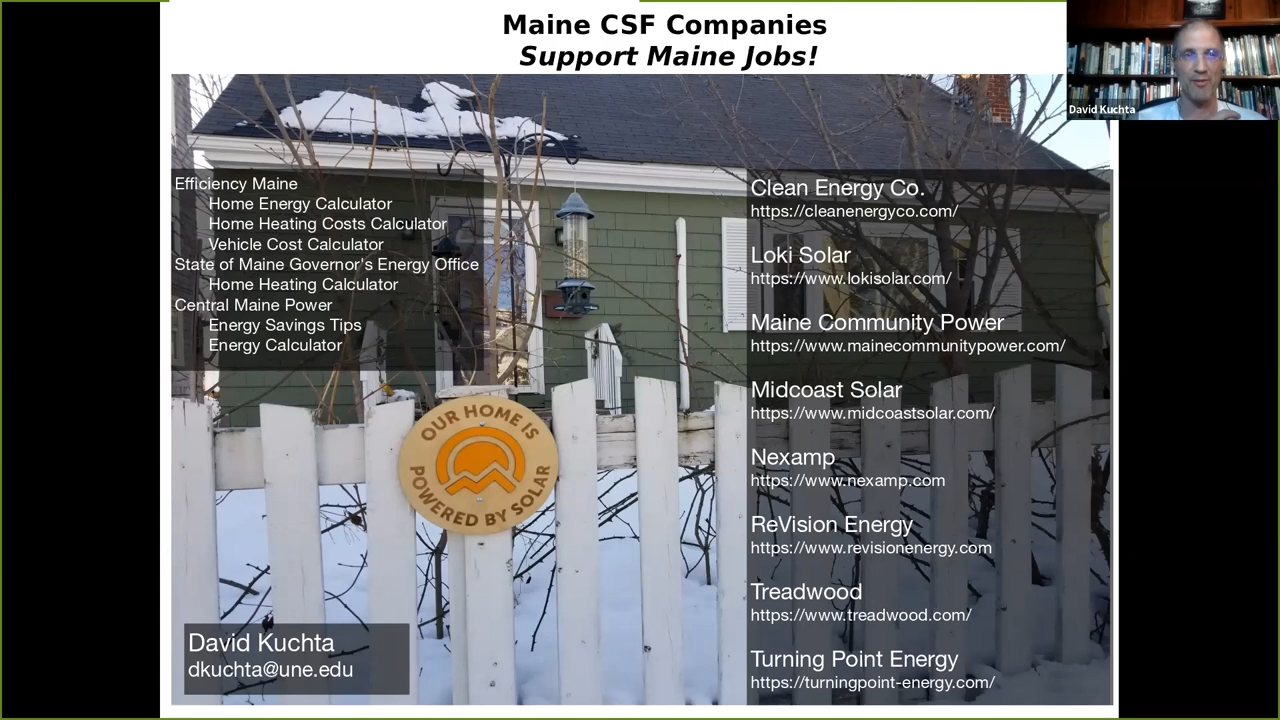 Maine CSF Companies
Support Maine Jobs!
David Kuchta
Efficiency Maine
Home Energy Calculator
Home Heating Costs Calculator
Vehicle Cost Calculator
State of Maine Governor's Energy Office
Home Heating Calculator
Central Maine Power
Energy Savings Tips
Energy Calculator
OUR HOME IS
POWERED BY SOLAR
David Kuchta
dkuchta@une.edu
Clean Energy Co.
https://cleanenergyco.com/
Loki Solar
https://www.lokisolar.com/
Maine Community Power
https://www.mainecommunitypower.com/
Midcoast Solar
https://www.midcoastsolar.com/
Nexamp
https://www.nexamp.com
ReVision Energy
https://www.revisionenergy.com
Treadwood
https://www.treadwood.com/
Turning Point Energy
https://turningpoint-energy.com/